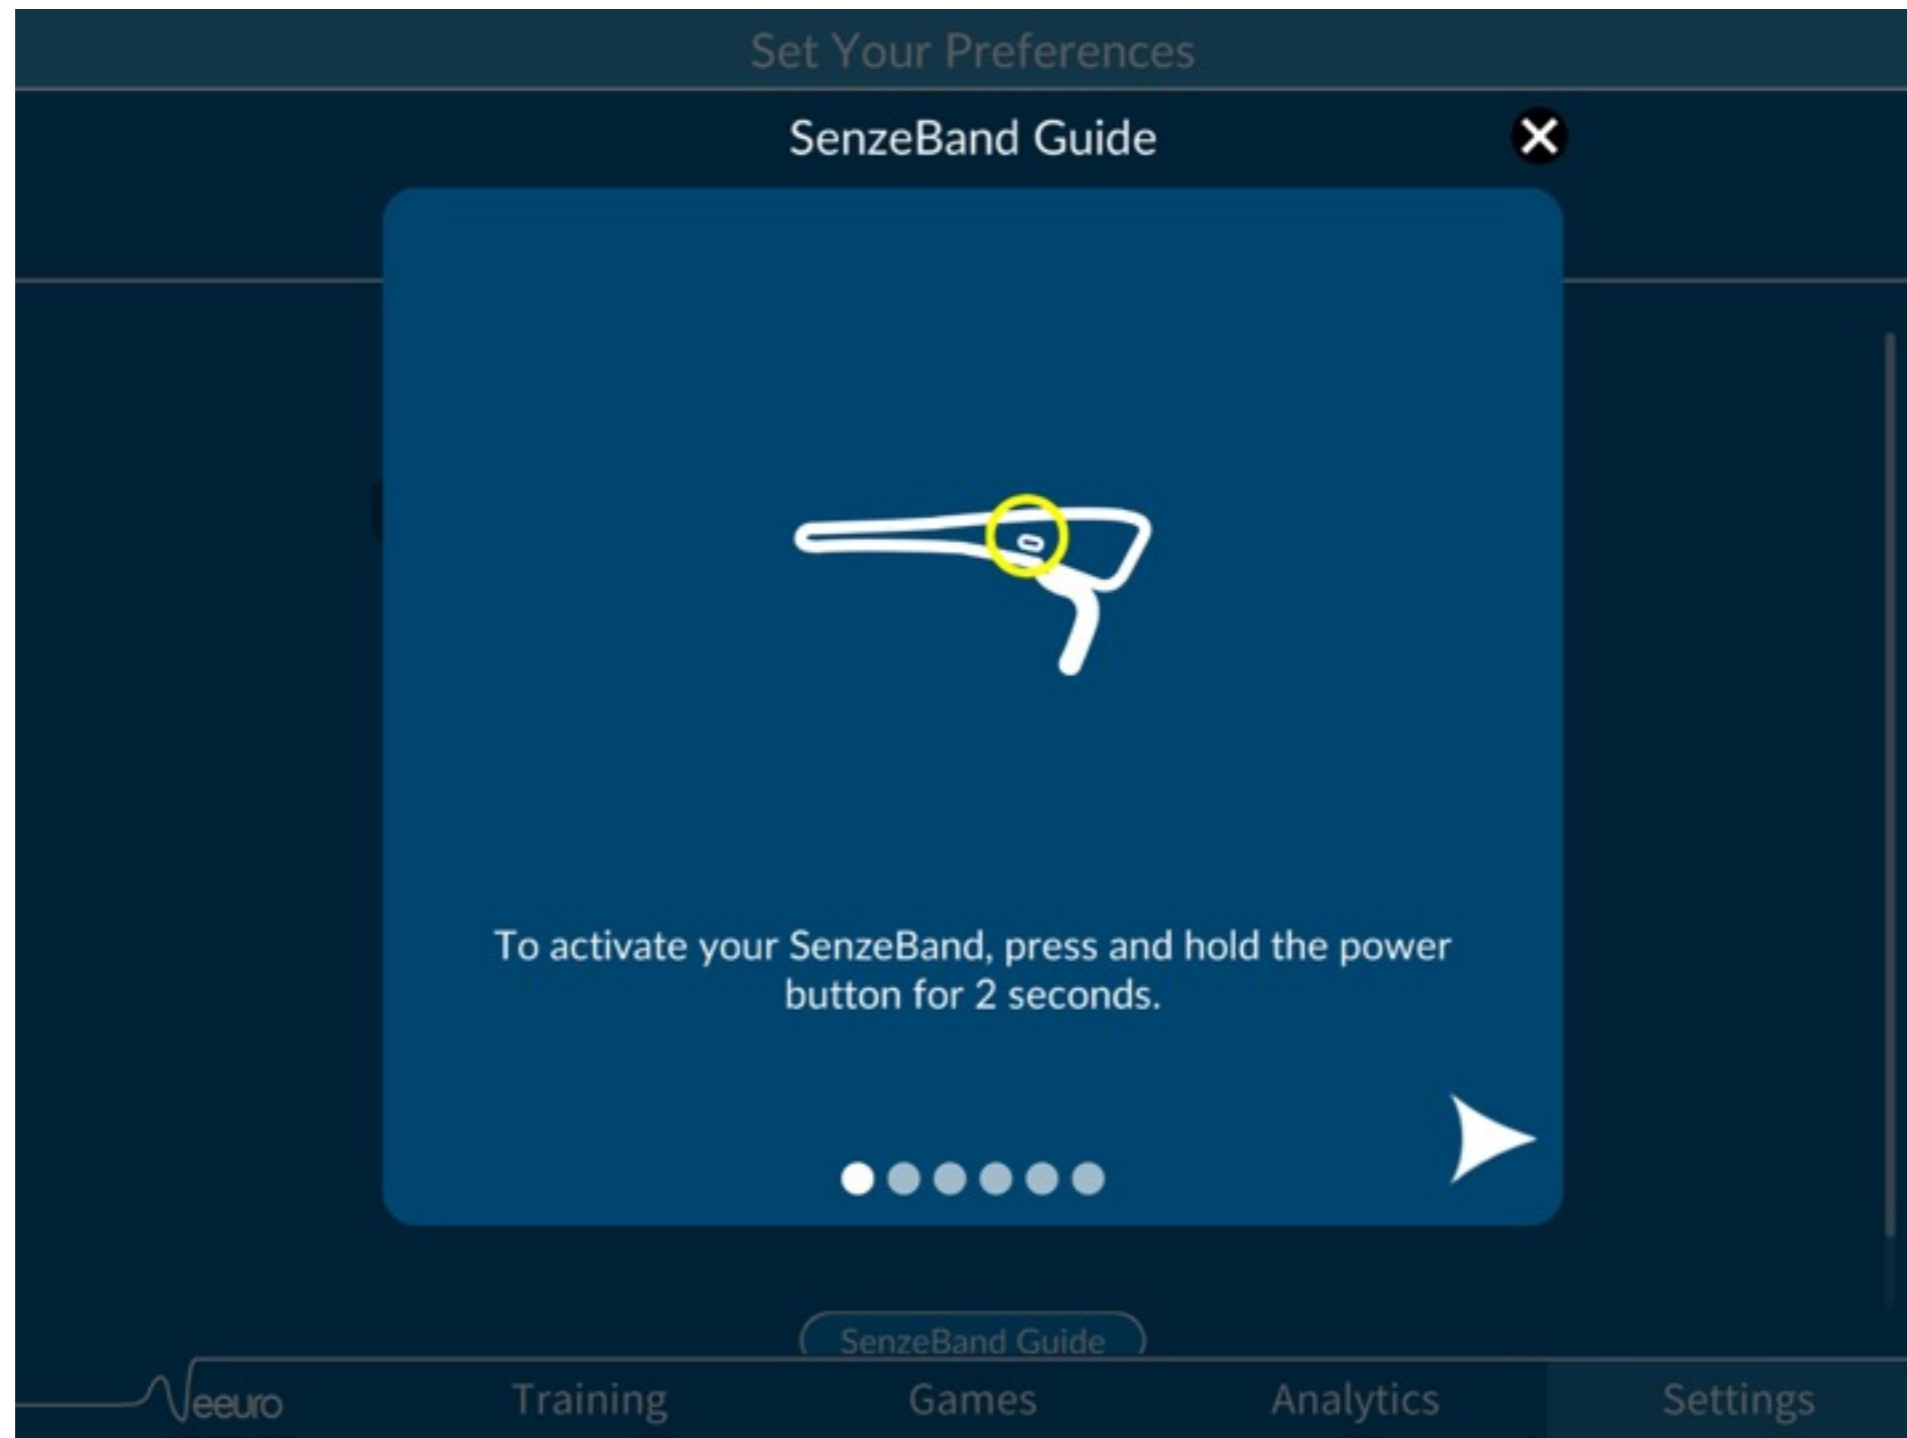 Set Your Preferences
SenzeBand Guide
To activate your SenzeBand, press and hold the power
button for 2 seconds.
SenzeBand Guide
Neeuro
Training
Games
Analytics
Settings